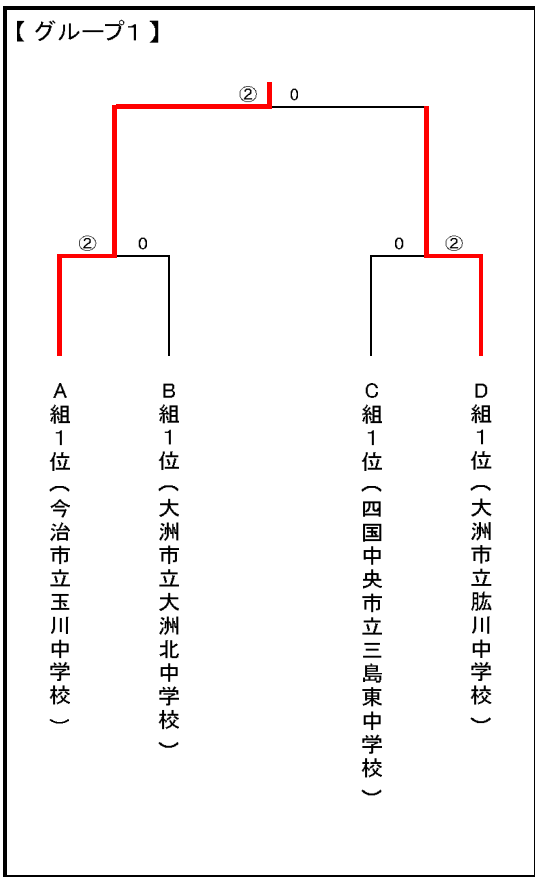 【 グループ１ 】
② 0
② 0
0 ②
A組１位（今治市立玉川中学校）
B組１位（大洲市立大洲北中学校）
C組１位（四国中央市立三島東中学校）
D組１位（大洲市立肱川中学校）